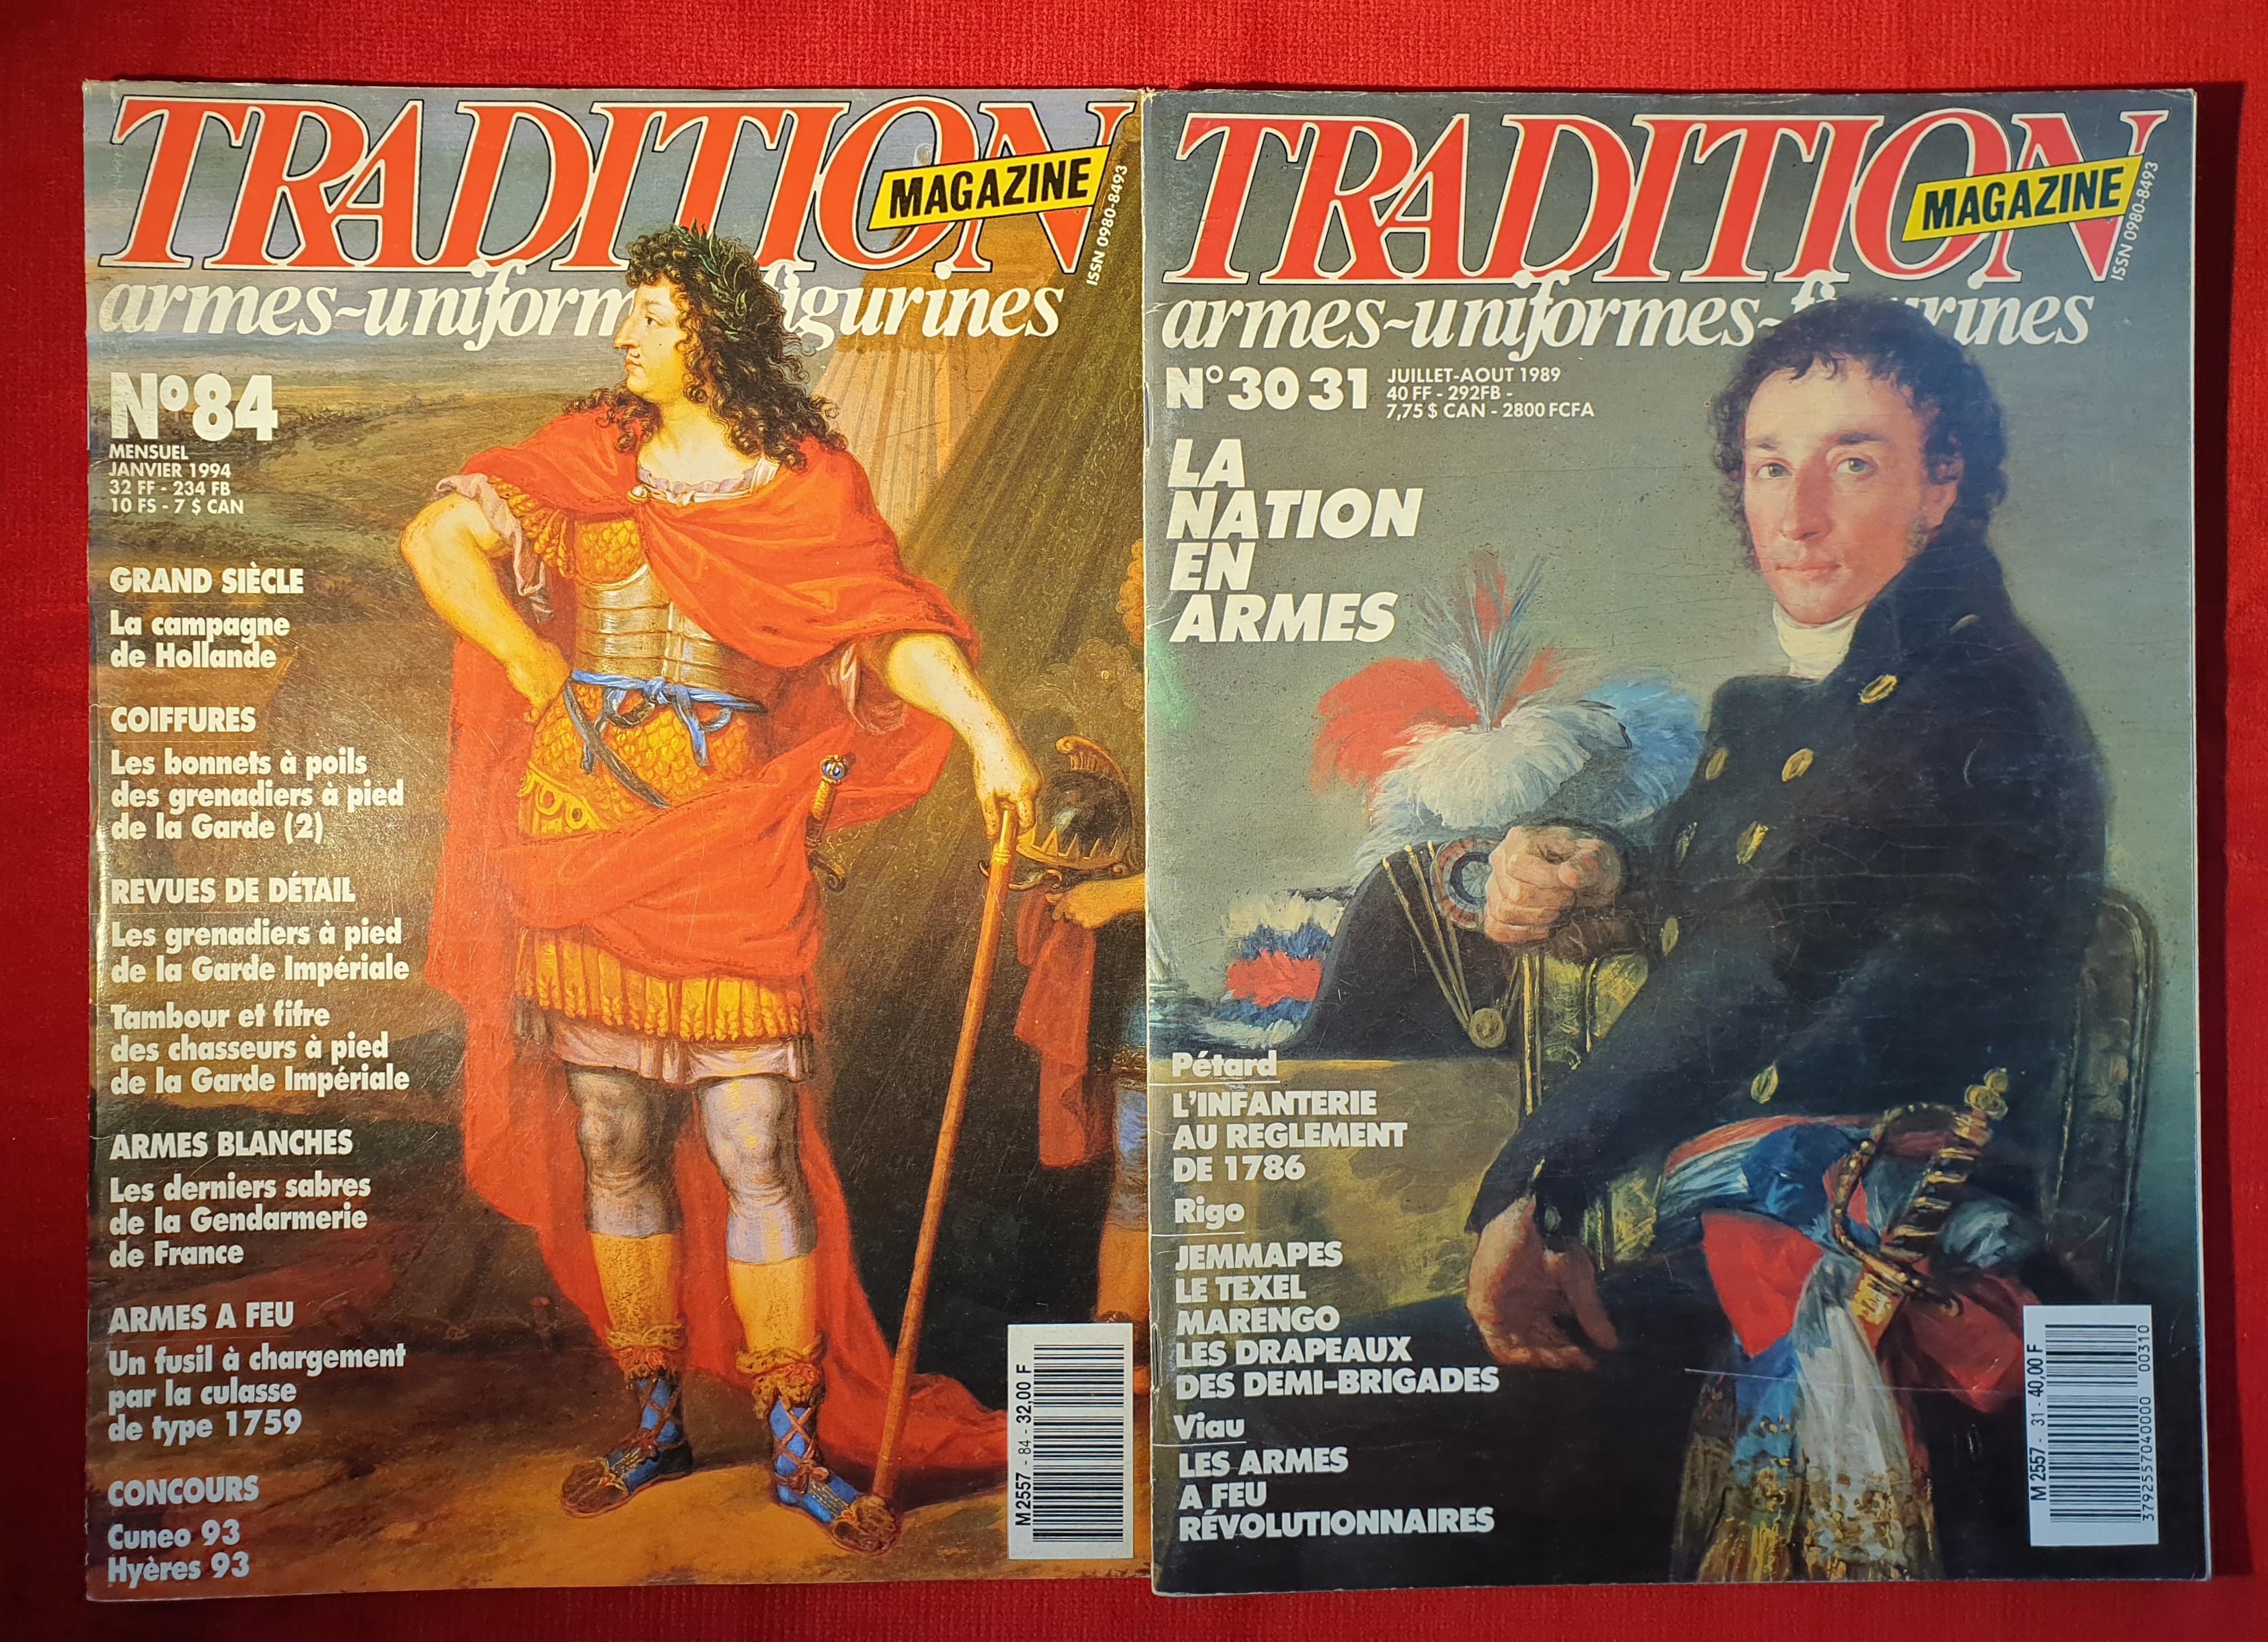 TRADITION
MAGAZINE
ISSN 0980-8493
armes~uniform figurines
N°84
MENSUEL
JANVIER 1994
32 FF - 234 FB
10 FS - 7 $ CAN
GRAND SIÈCLE
La campagne
de Hollande
COIFFURES
Les bonnets à poils
des grenadiers à pied
de la Garde (2)
REVUES DE DÉTAIL
Les grenadiers à pied
de la Garde Impériale
Tambour et fifre
des chasseurs à pied
de la Garde Impériale
ARMES BLANCHES
Les derniers sabres
de la Gendarmerie
de France
ARMES A FEU
Un fusil à chargement
par la culasse
de type 1759
CONCOURS
Cuneo 93
Hyères 93
M 2557 - 84 - 32,00 F
TRADITION
MAGAZINE
ISSN 0980-8493
armes~uniformes-figurines
N° 30 31
JUILLET-AOUT 1989
40 FF - 292FB -
7,75 $ CAN - 2800 FCFA
LA
NATION
EN
ARMES
Pétard
L'INFANTERIE
AU REGLEMENT
DE 1786
Rigo
JEMMAPES
LE TEXEL
MARENGO
LES DRAPEAUX
DES DEMI-BRIGADES
Viau
LES ARMES
A FEU
RÉVOLUTIONNAIRES
M 2557 - 31 - 40,00 F
3792557040000 00310